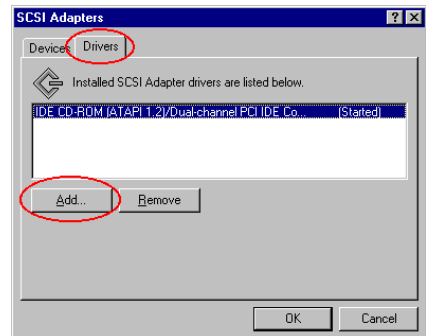 SCSI Adapters
Devices Drivers
Installed SCSI Adapter drivers are listed below.
IDE CD-ROM (ATAPI 1.2)/Dual-channel PCI IDE Co... (Started)
Add... Remove
OK Cancel